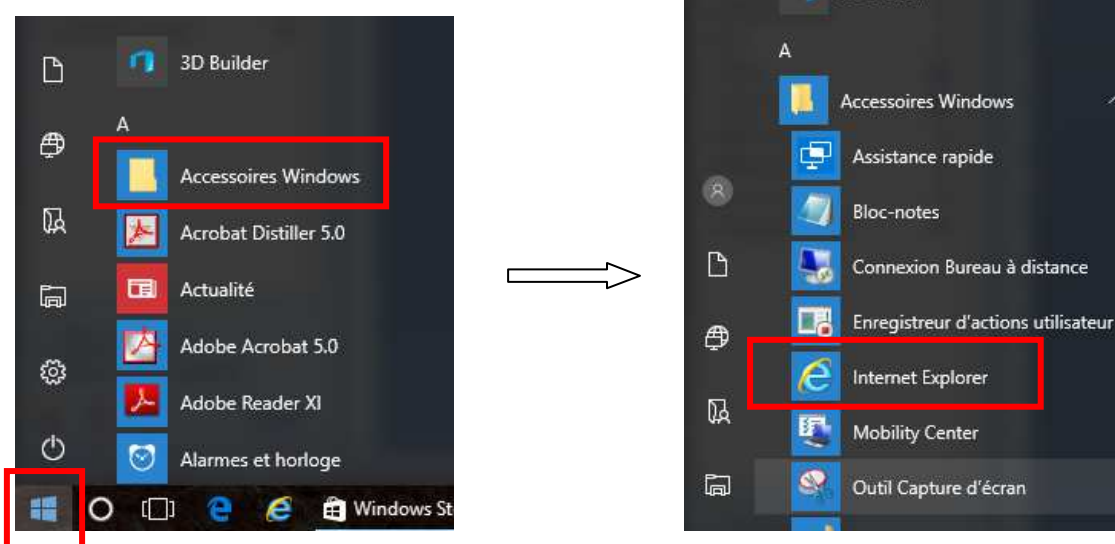 3D Builder
A
Accessoires Windows
Acrobat Distiller 5.0
Actualité
Adobe Acrobat 5.0
Adobe Reader XI
Alarmes et horloge
Windows St
A
Accessoires Windows
Assistance rapide
Bloc-notes
Connexion Bureau à distance
Enregistreur d'actions utilisateur
Internet Explorer
Mobility Center
Outil Capture d'écran